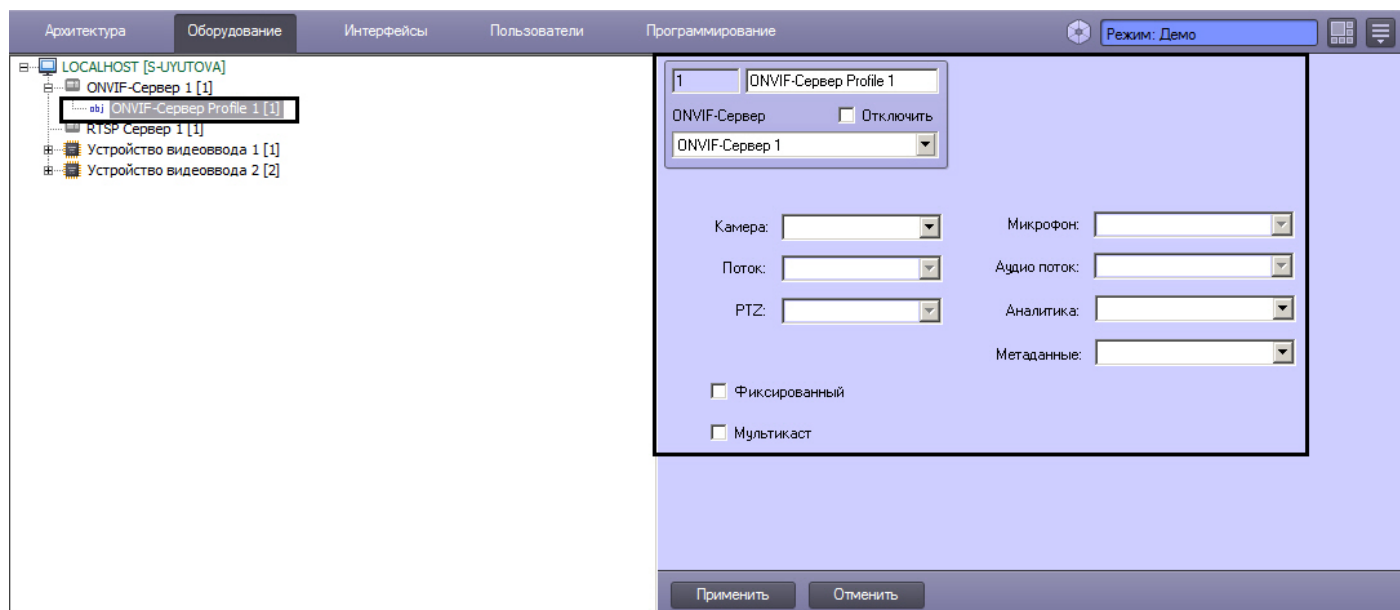 Архитектура Оборудование Интерфейсы Пользователи Программирование Режим: Демо
LOCALHOST [S-UYUTOVA]
ONVIF-Сервер 1 [1]
obj ONVIF-Сервер Profile 1 [1]
RTSP Сервер 1 [1]
Устройство видеоввода 1 [1]
Устройство видеоввода 2 [2]
1 ONVIF-Сервер Profile 1
ONVIF-Сервер Отключить
ONVIF-Сервер 1
Камера: Микрофон:
Поток: Аудио поток:
PTZ: Аналитика:
Метаданные:
Фиксированный
Мультикаст
Применить Отменить